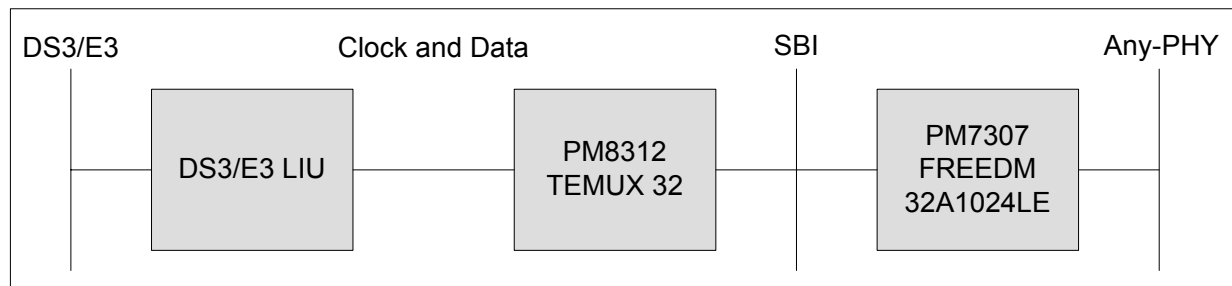 DS3/E3
Clock and Data
SBI
Any-PHY
DS3/E3 LIU
PM8312
TEMUX 32
PM7307
FREEDM
32A1024LE